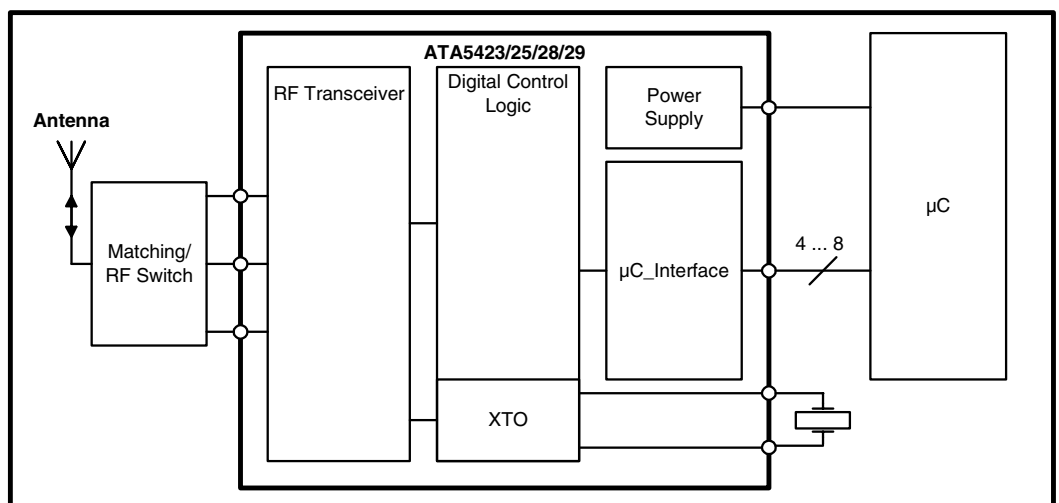 ATA5423/25/28/29
Antenna
Matching/
RF Switch
RF Transceiver
Digital Control
Logic
XTO
Power
Supply
µC_Interface
4 ... 8
µC